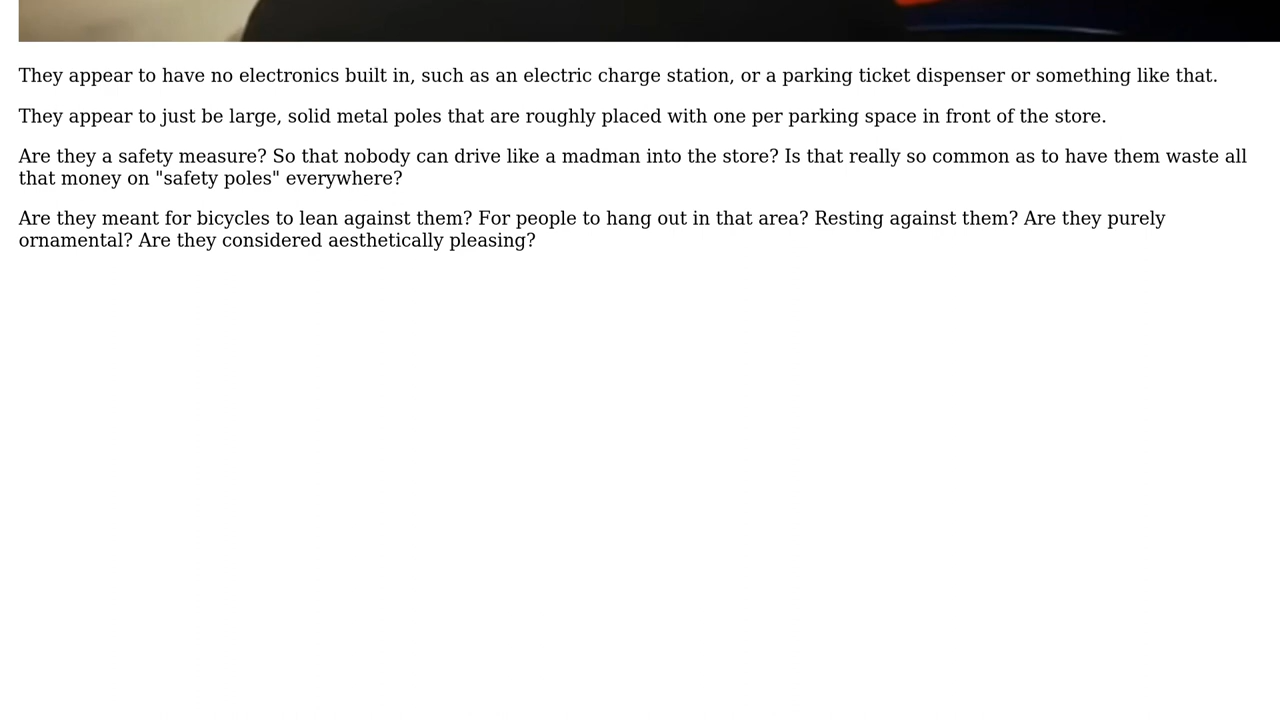 They appear to have no electronics built in, such as an electric charge station, or a parking ticket dispenser or something like that.
They appear to just be large, solid metal poles that are roughly placed with one per parking space in front of the store.
Are they a safety measure? So that nobody can drive like a madman into the store? Is that really so common as to have them waste all
that money on "safety poles" everywhere?
Are they meant for bicycles to lean against them? For people to hang out in that area? Resting against them? Are they purely
ornamental? Are they considered aesthetically pleasing?